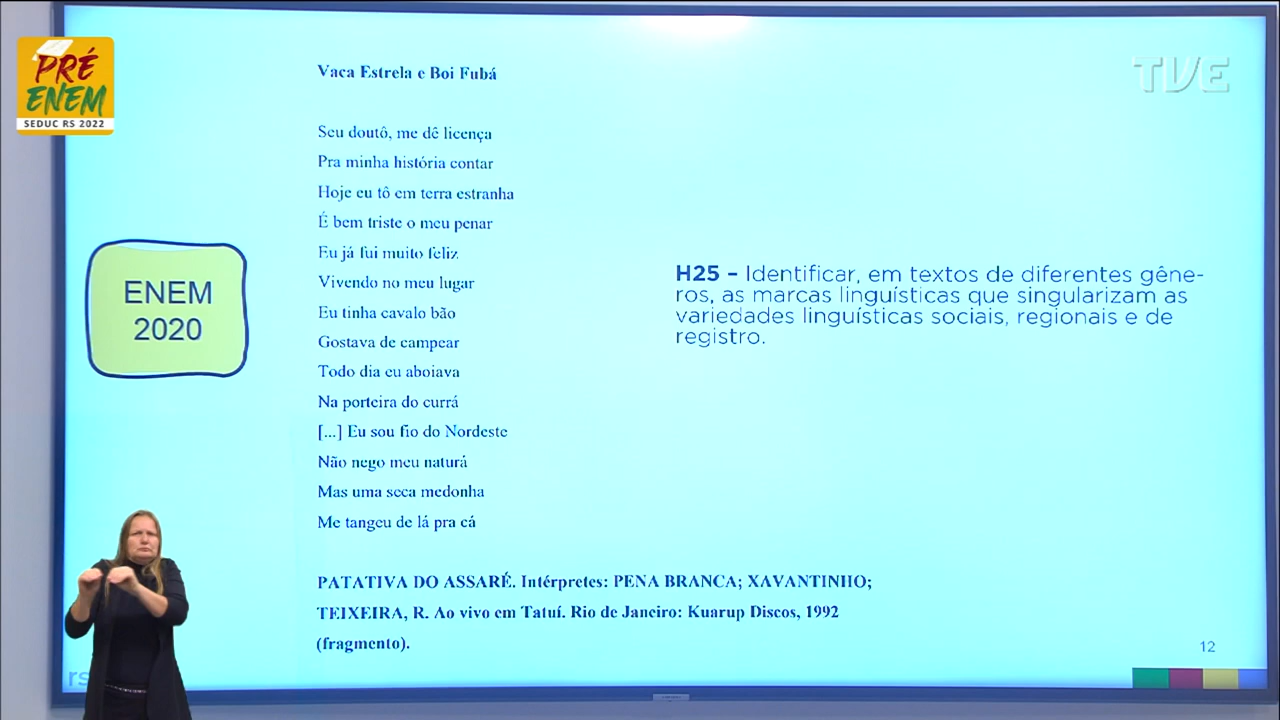 PRÉ
ENEM
SEDUC RS 2022
TVE
Vaca Estrela e Boi Fubá
Seu doutô, me dê licença
Pra minha história contar
Hoje eu tô em terra estranha
É bem triste o meu penar
Eu já fui muito feliz
Vivendo no meu lugar
Eu tinha cavalo bão
Gostava de campear
Todo dia eu aboiava
Na porteira do currá
[...] Eu sou fio do Nordeste
Não nego meu naturá
Mas uma seca medonha
Me tangeu de lá pra cá
PATATIVA DO ASSARÉ. Intérpretes: PENA BRANCA; XAVANTINHO;
TEIXEIRA, R. Ao vivo em Tatuí. Rio de Janeiro: Kuarup Discos, 1992
(fragmento).
ENEM
2020
H25 – Identificar, em textos de diferentes gêne-
ros, as marcas linguísticas que singularizam as
variedades linguísticas sociais, regionais e de
registro.
12
rs